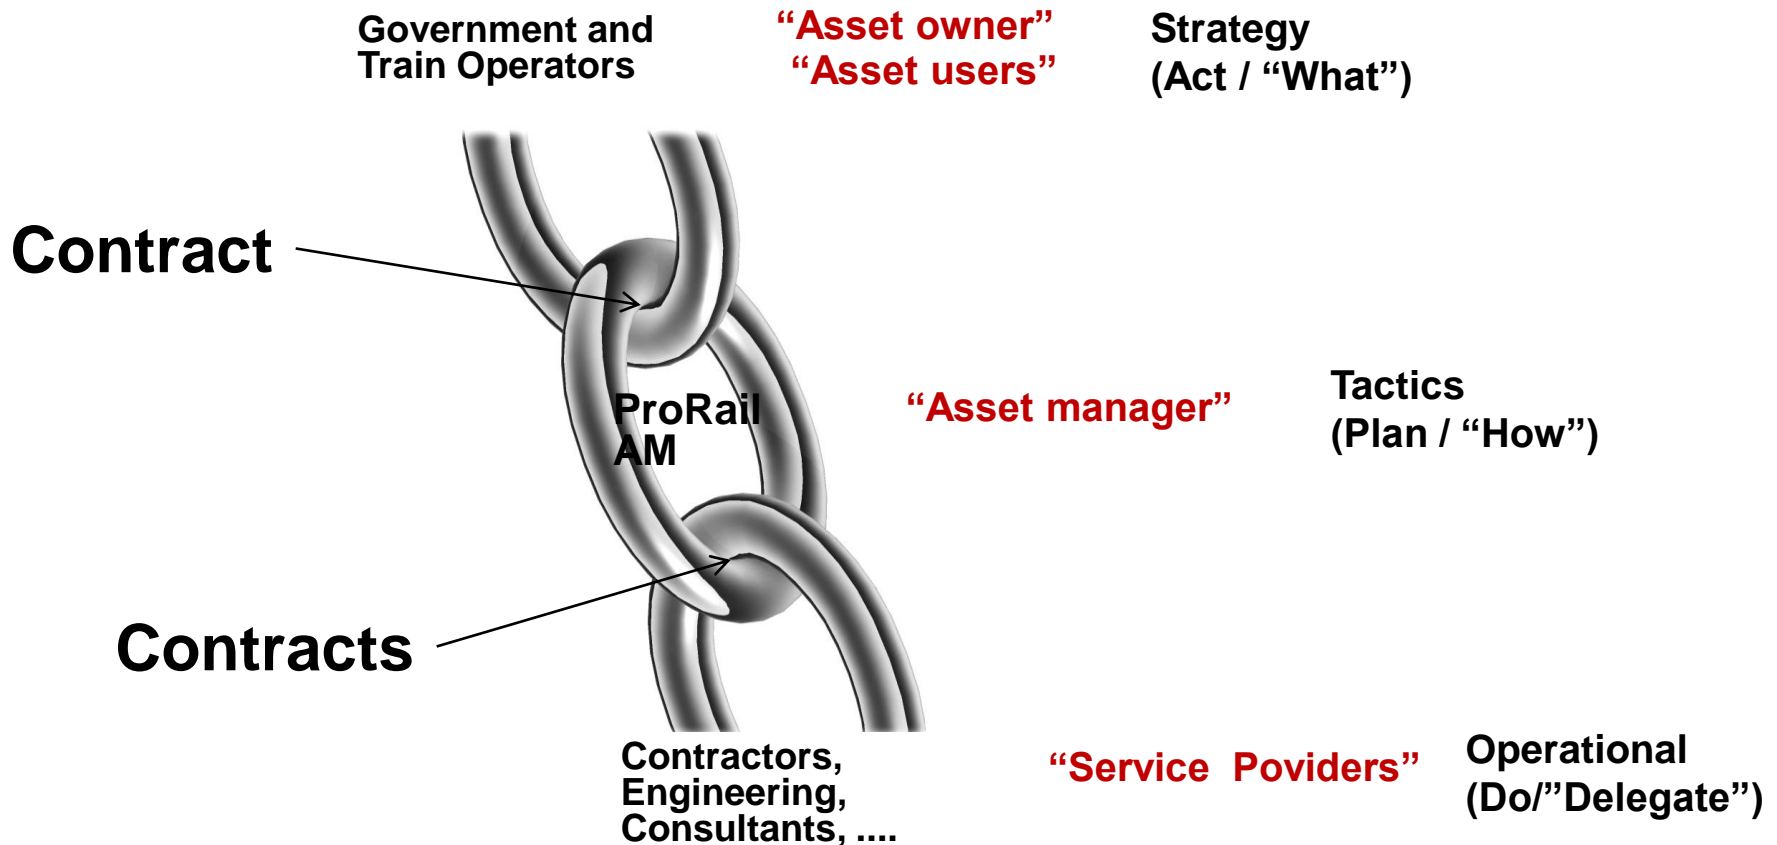 Government and
Train Operators
“Asset owner”
“Asset users”
Strategy
(Act / “What”)
Contract
ProRail
AM
“Asset manager”
Tactics
(Plan / “How”)
Contracts
Contractors,
Engineering,
Consultants, ....
“Service Poviders”
Operational
(Do/”Delegate”)